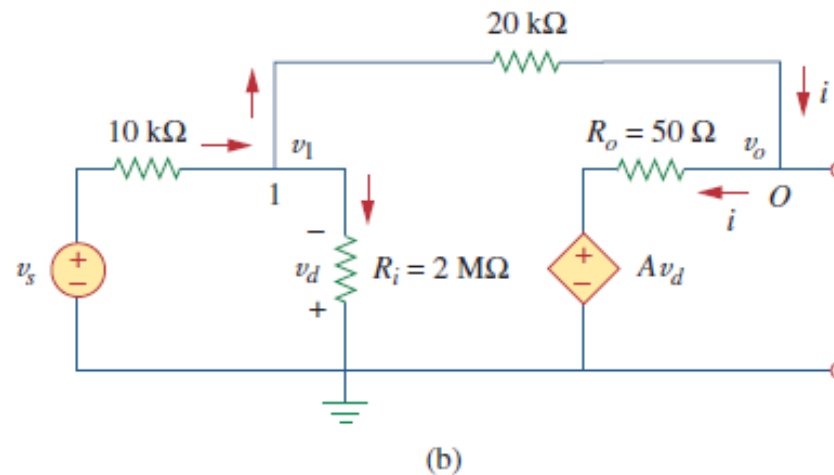 20 kΩ
i
10 kΩ
v1
Ro = 50 Ω
vo
1
i
O
vs
+
−
−
vd
+
Ri = 2 MΩ
+
−
Avd
(b)